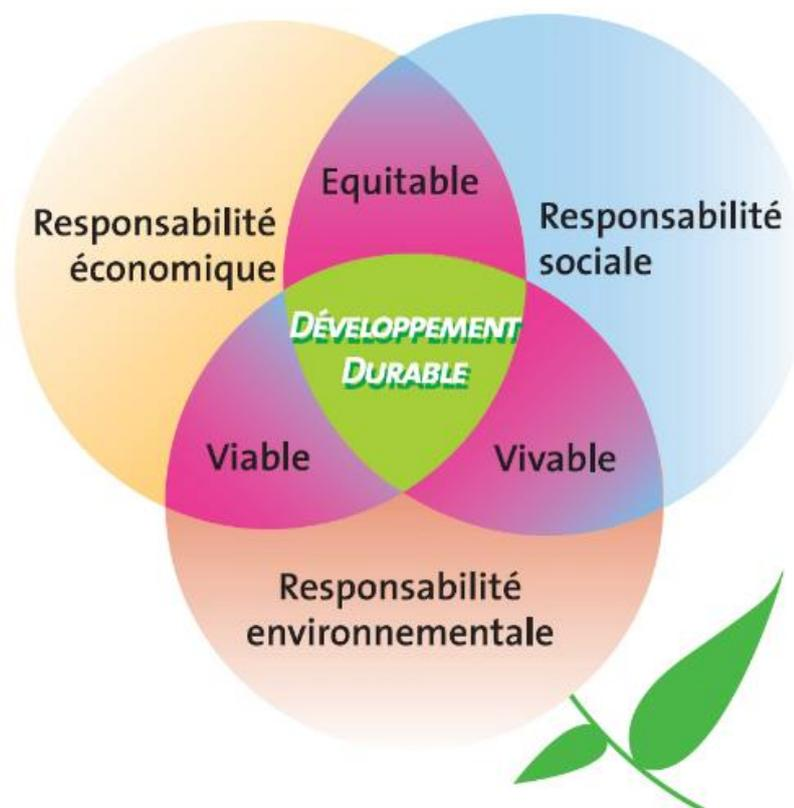 Equitable
Responsabilité
économique
Responsabilité
sociale
DÉVELOPPEMENT
DURABLE
Viable
Vivable
Responsabilité
environnementale